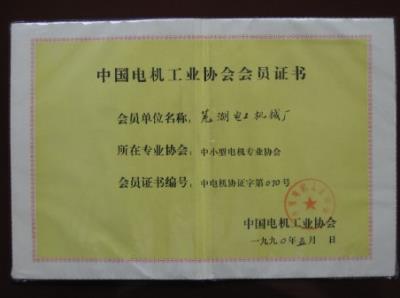 中国电机工业协会会员证书
会员单位名称：芜湖电工机械厂
所在专业协会：中小型电机专业协会
会员证书编号：中电机协证字第070号
中国电机工业协会
一九九〇年五月 日